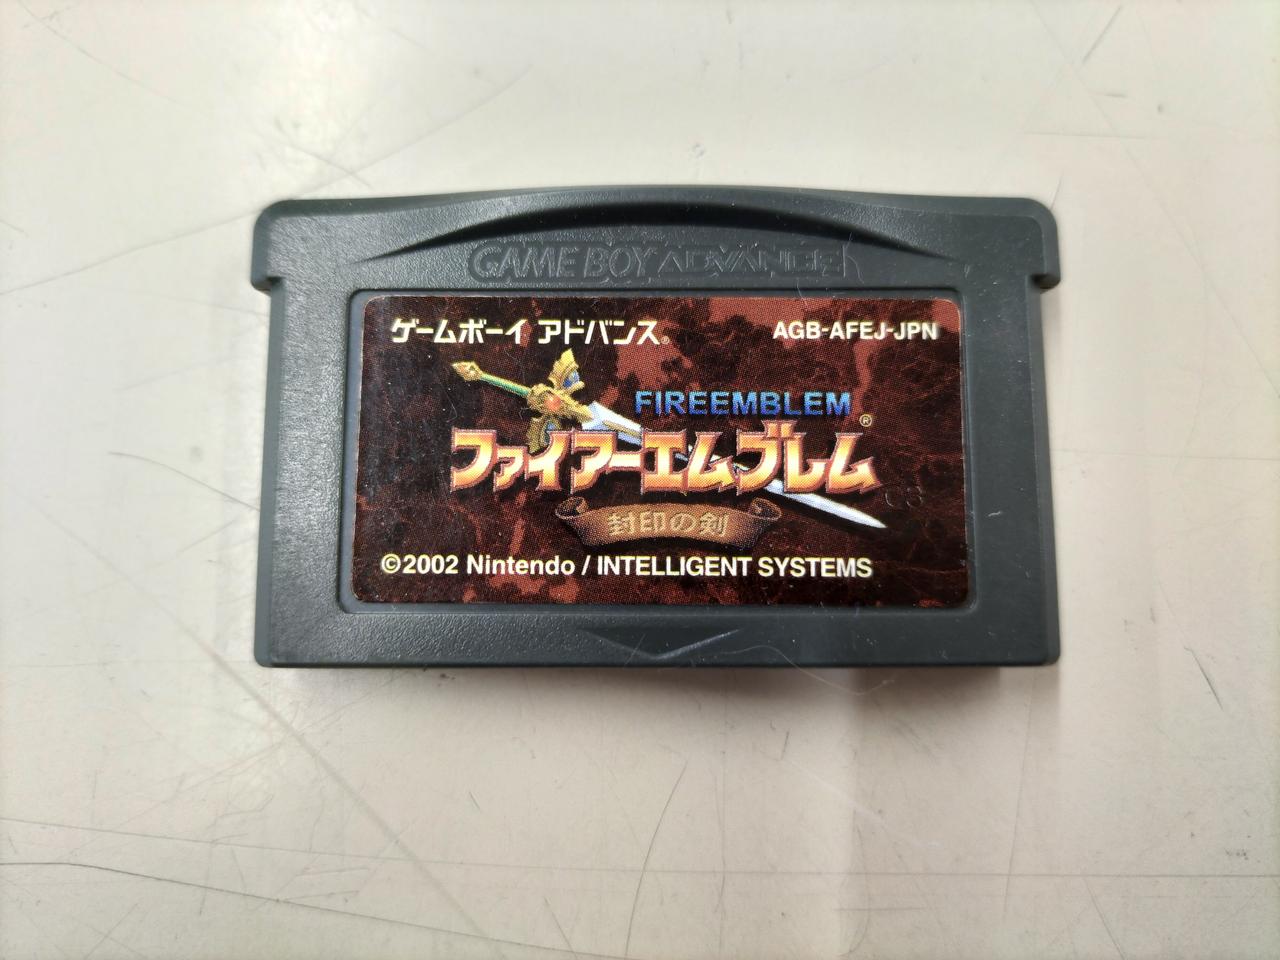 GAME BOY ADVANCE
ゲームボーイ アドバンス® AGB-AFEJ-JPN
FIREEMBLEM
ファイアーエムブレム®
封印の剣
©2002 Nintendo / INTELLIGENT SYSTEMS